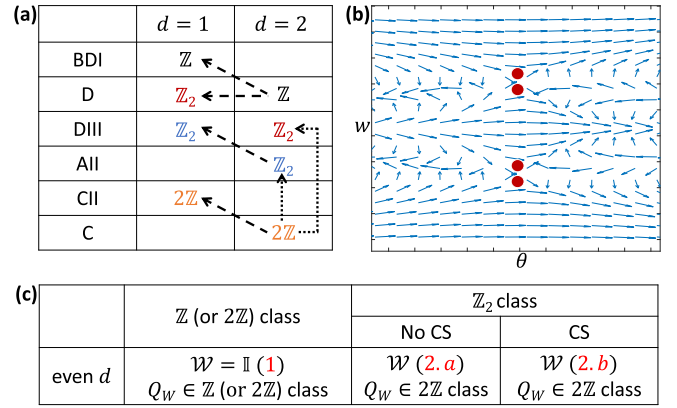 (a)
d = 1 d = 2
BDI ℤ
D ℤ₂ ℤ
DIII ℤ₂ ℤ₂
AII ℤ₂
CII 2ℤ
C 2ℤ
(b)
w
θ
(c)
ℤ (or 2ℤ) class
ℤ₂ class
No CS CS
even d
𝒲 = 𝕀 (1) 𝒲 (2. a) 𝒲 (2. b)
Q_W ∈ ℤ (or 2ℤ) class Q_W ∈ 2ℤ class Q_W ∈ 2ℤ class